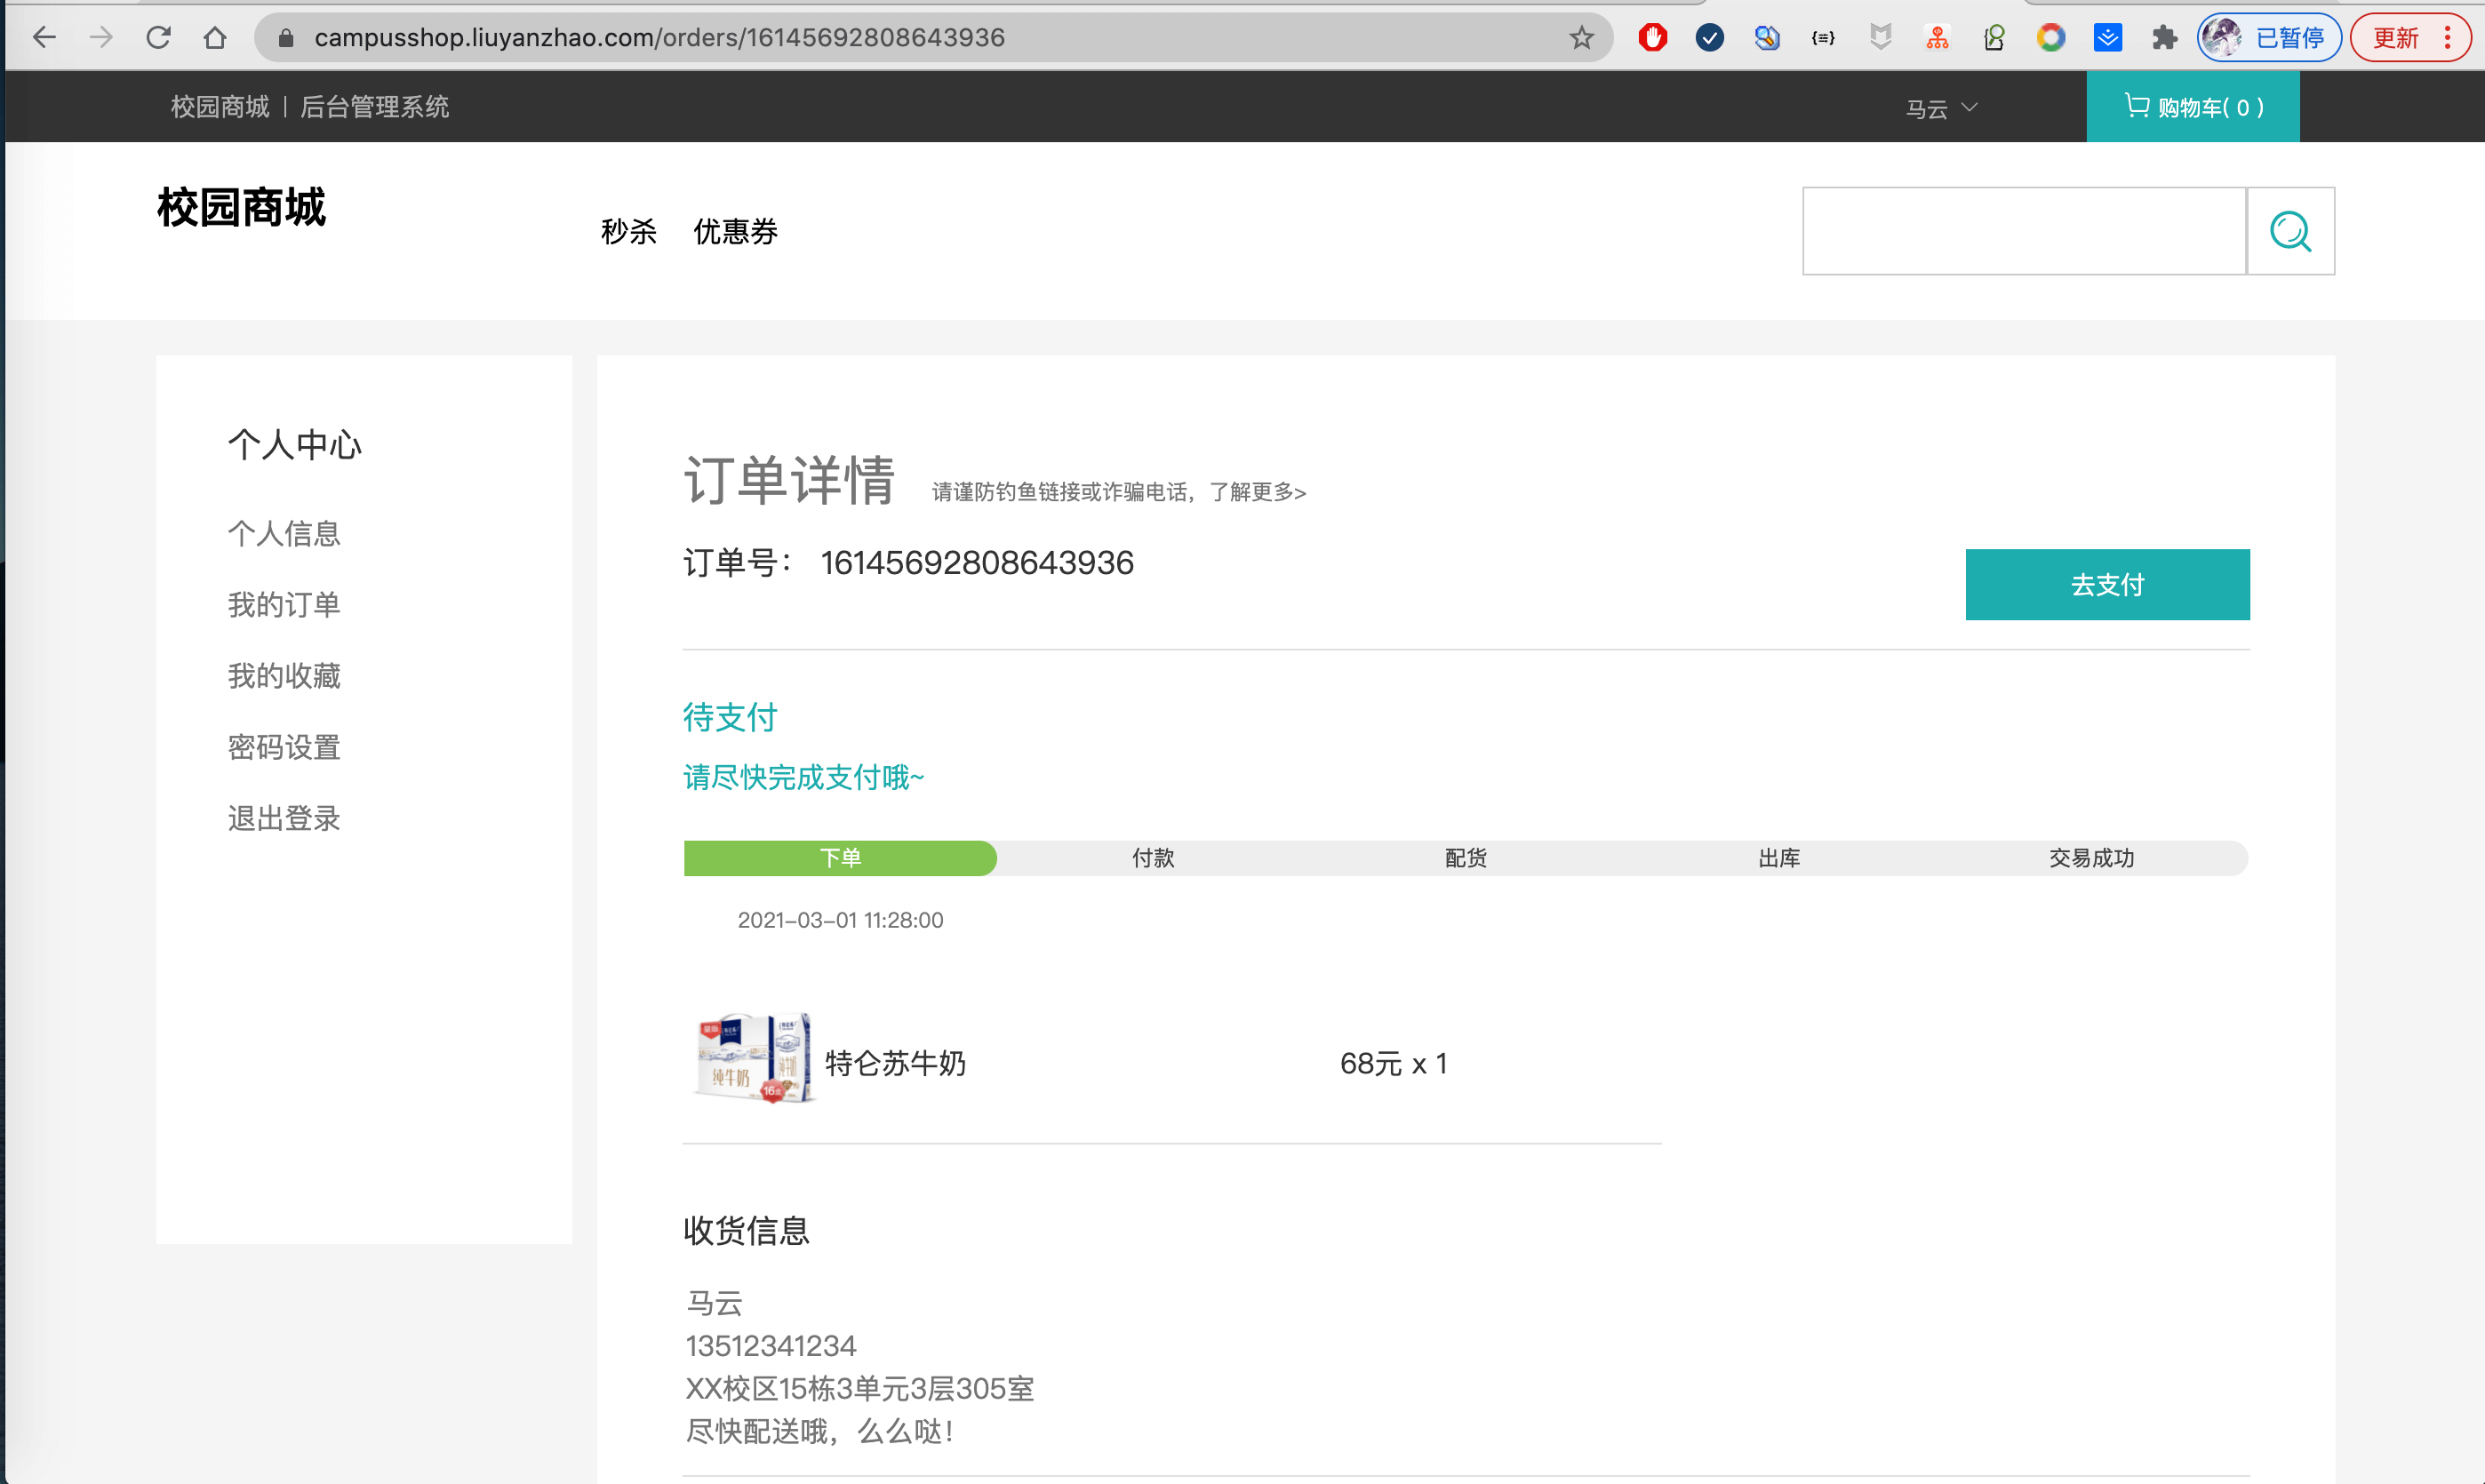 campusshop.liuyanzhao.com/orders/16145692808643936
已暂停
更新
校园商城 | 后台管理系统
马云
购物车( 0 )
校园商城
秒杀 优惠券
个人中心
个人信息
我的订单
我的收藏
密码设置
退出登录
订单详情 请谨防钓鱼链接或诈骗电话，了解更多>
订单号： 16145692808643936
去支付
待支付
请尽快完成支付哦~
下单 付款 配货 出库 交易成功
2021-03-01 11:28:00
纯牛奶
特仑苏牛奶
68元 x 1
收货信息
马云
13512341234
XX校区15栋3单元3层305室
尽快配送哦，么么哒！